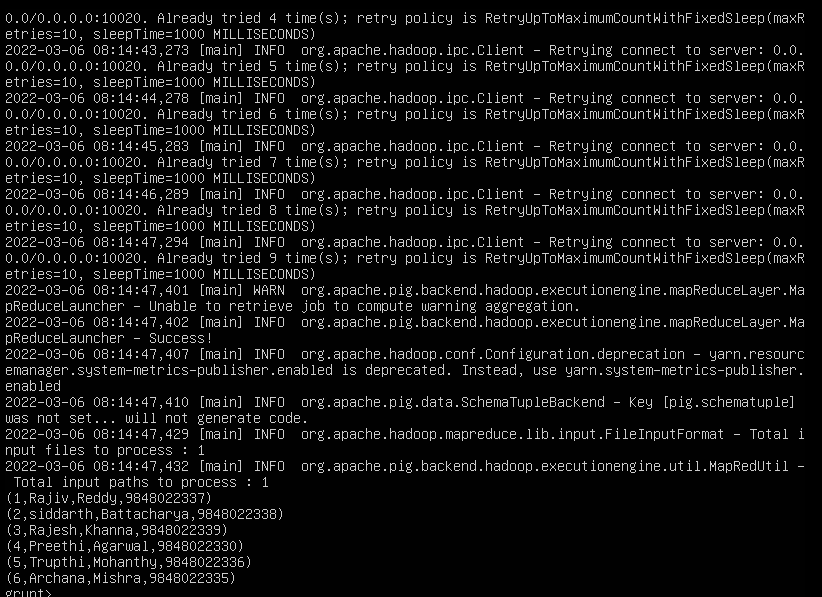 0.0/0.0.0.0:10020. Already tried 4 time(s); retry policy is RetryUpToMaximumCountWithFixedSleep(maxR
etries=10, sleepTime=1000 MILLISECONDS)
2022-03-06 08:14:43,273 [main] INFO  org.apache.hadoop.ipc.Client - Retrying connect to server: 0.0.
0.0/0.0.0.0:10020. Already tried 5 time(s); retry policy is RetryUpToMaximumCountWithFixedSleep(maxR
etries=10, sleepTime=1000 MILLISECONDS)
2022-03-06 08:14:44,278 [main] INFO  org.apache.hadoop.ipc.Client - Retrying connect to server: 0.0.
0.0/0.0.0.0:10020. Already tried 6 time(s); retry policy is RetryUpToMaximumCountWithFixedSleep(maxR
etries=10, sleepTime=1000 MILLISECONDS)
2022-03-06 08:14:45,283 [main] INFO  org.apache.hadoop.ipc.Client - Retrying connect to server: 0.0.
0.0/0.0.0.0:10020. Already tried 7 time(s); retry policy is RetryUpToMaximumCountWithFixedSleep(maxR
etries=10, sleepTime=1000 MILLISECONDS)
2022-03-06 08:14:46,289 [main] INFO  org.apache.hadoop.ipc.Client - Retrying connect to server: 0.0.
0.0/0.0.0.0:10020. Already tried 8 time(s); retry policy is RetryUpToMaximumCountWithFixedSleep(maxR
etries=10, sleepTime=1000 MILLISECONDS)
2022-03-06 08:14:47,294 [main] INFO  org.apache.hadoop.ipc.Client - Retrying connect to server: 0.0.
0.0/0.0.0.0:10020. Already tried 9 time(s); retry policy is RetryUpToMaximumCountWithFixedSleep(maxR
etries=10, sleepTime=1000 MILLISECONDS)
2022-03-06 08:14:47,401 [main] WARN  org.apache.pig.backend.hadoop.executionengine.mapReduceLayer.Ma
pReduceLauncher - Unable to retrieve job to compute warning aggregation.
2022-03-06 08:14:47,402 [main] INFO  org.apache.pig.backend.hadoop.executionengine.mapReduceLayer.Ma
pReduceLauncher - Success!
2022-03-06 08:14:47,407 [main] INFO  org.apache.hadoop.conf.Configuration.deprecation - yarn.resourc
emanager.system-metrics-publisher.enabled is deprecated. Instead, use yarn.system-metrics-publisher.
enabled
2022-03-06 08:14:47,410 [main] INFO  org.apache.pig.data.SchemaTupleBackend - Key [pig.schematuple]
was not set... will not generate code.
2022-03-06 08:14:47,429 [main] INFO  org.apache.hadoop.mapreduce.lib.input.FileInputFormat - Total i
nput files to process : 1
2022-03-06 08:14:47,432 [main] INFO  org.apache.pig.backend.hadoop.executionengine.util.MapRedUtil -
 Total input paths to process : 1
(1,Rajiv,Reddy,9848022337)
(2,siddarth,Battacharya,9848022338)
(3,Rajesh,Khanna,9848022339)
(4,Preethi,Agarwal,9848022330)
(5,Trupthi,Mohanthy,9848022336)
(6,Archana,Mishra,9848022335)
grunt>